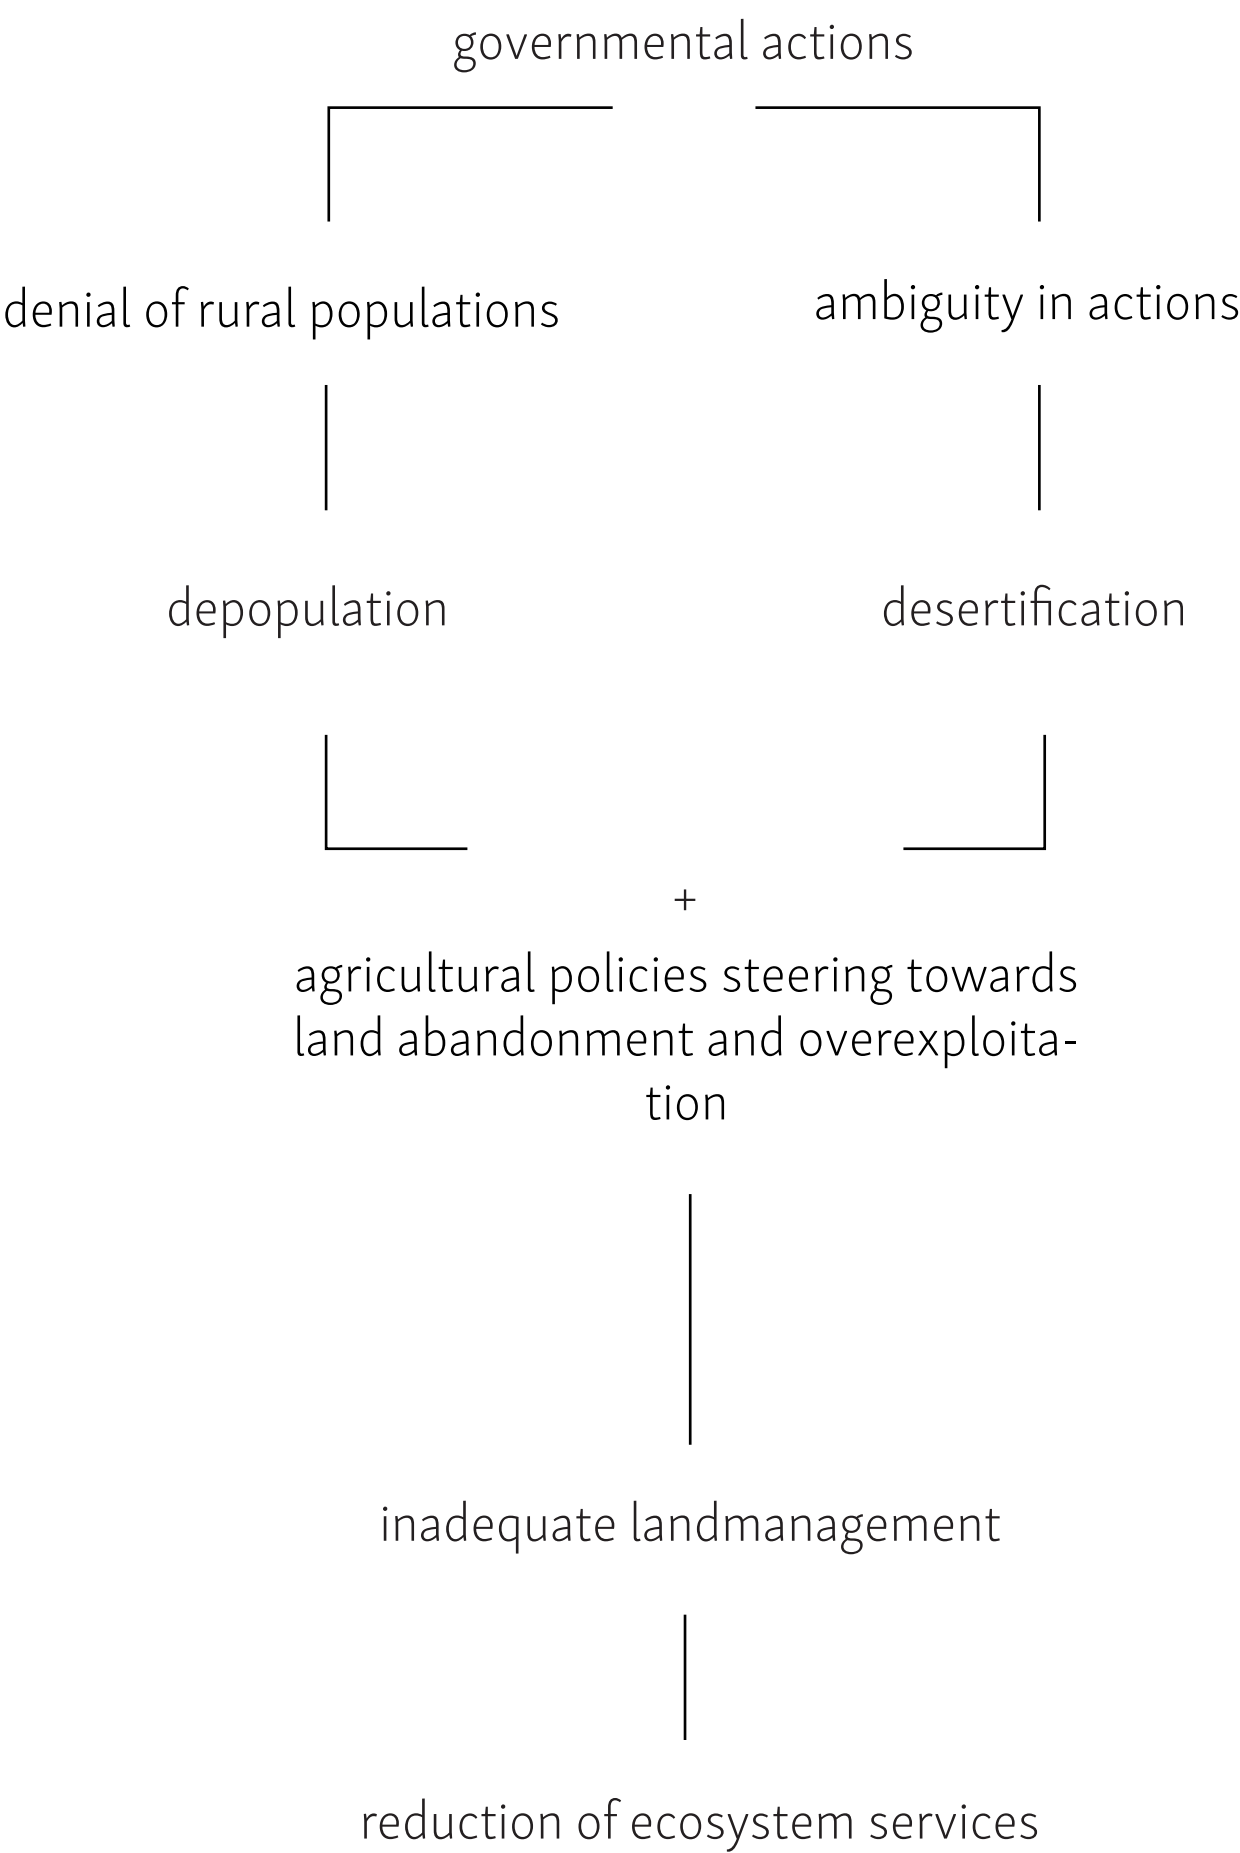 governmental actions
denial of rural populations
ambiguity in actions
depopulation
desertification
+
agricultural policies steering towards
land abandonment and overexploita-
tion
inadequate landmanagement
reduction of ecosystem services